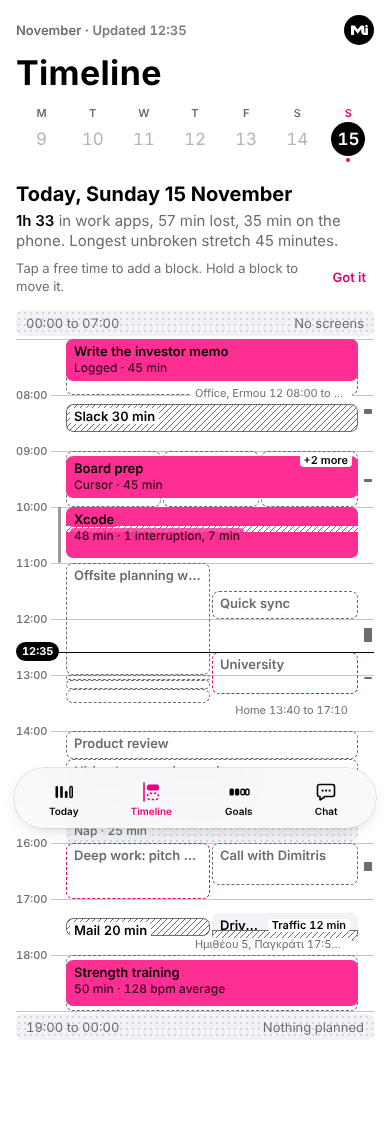 November · Updated 12:35
Mi
Timeline
M T W T F S S
9 10 11 12 13 14 15
Today, Sunday 15 November
1h 33 in work apps, 57 min lost, 35 min on the
phone. Longest unbroken stretch 45 minutes.
Tap a free time to add a block. Hold a block to
move it.
Got it
00:00 to 07:00 No screens
Write the investor memo
Logged · 45 min
08:00
Office, Ermou 12 08:00 to ...
Slack 30 min
09:00
+2 more
Board prep
Cursor · 45 min
10:00
Xcode
48 min · 1 interruption, 7 min
11:00
Offsite planning w...
Quick sync
12:00
12:35
University
13:00
Home 13:40 to 17:10
14:00
Product review
Today Timeline Goals Chat
Nap · 25 min
16:00
Deep work: pitch ...
Call with Dimitris
17:00
Driv... Traffic 12 min
Mail 20 min
Ημιθέου 5, Παγκράτι 17:5...
18:00
Strength training
50 min · 128 bpm average
19:00 to 00:00 Nothing planned